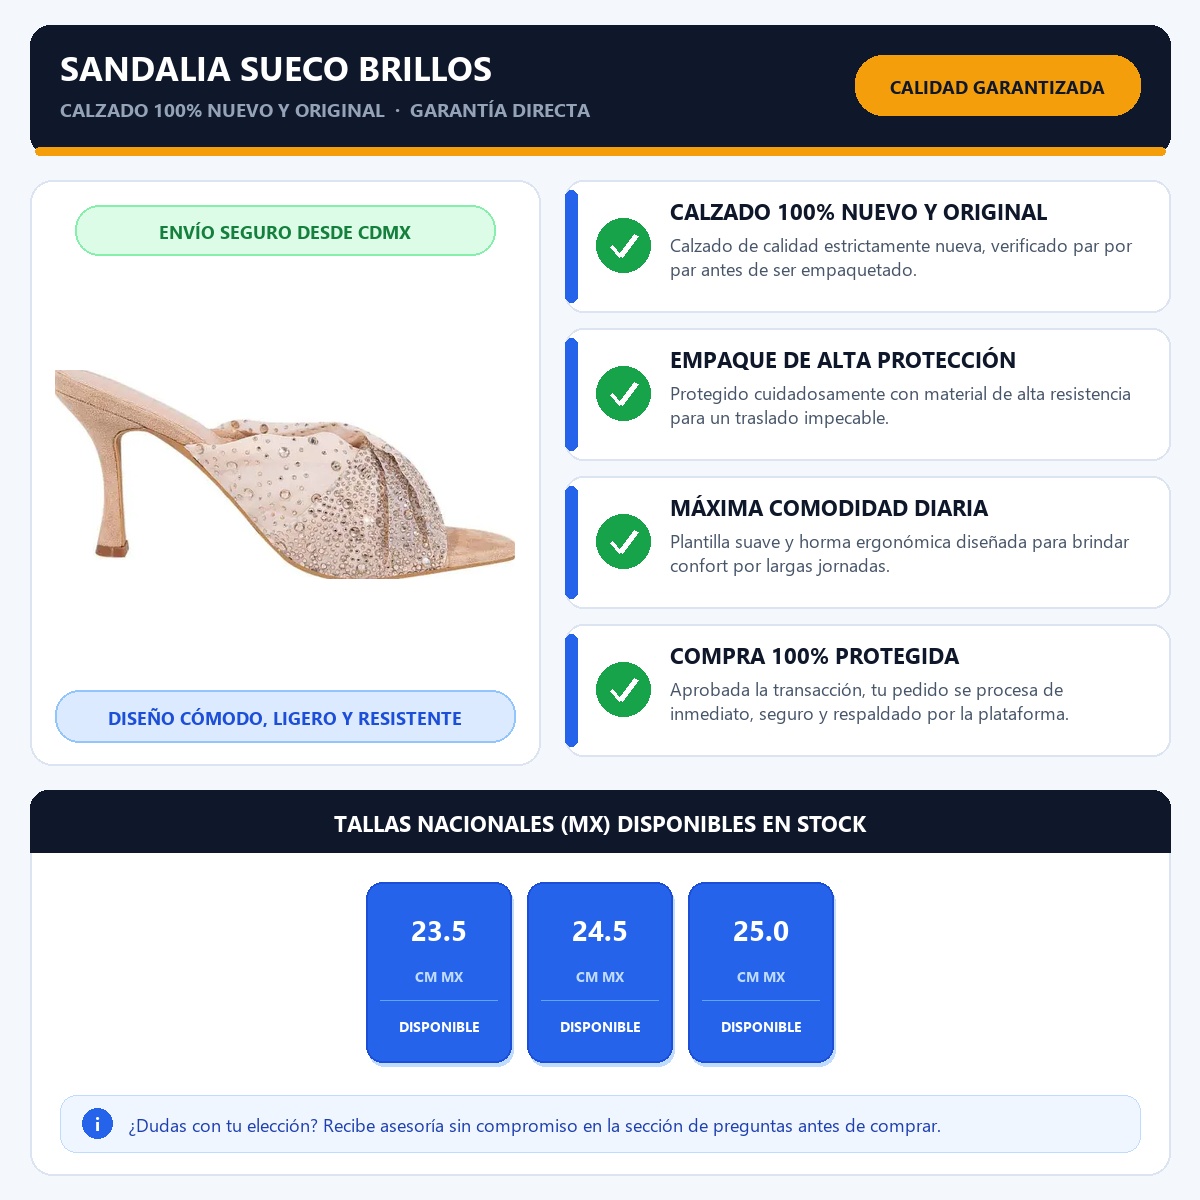 SANDALIA SUECO BRILLOS
CALZADO 100% NUEVO Y ORIGINAL · GARANTÍA DIRECTA
CALIDAD GARANTIZADA
ENVÍO SEGURO DESDE CDMX
DISEÑO CÓMODO, LIGERO Y RESISTENTE
CALZADO 100% NUEVO Y ORIGINAL
Calzado de calidad estrictamente nueva, verificado par por
par antes de ser empaquetado.
EMPAQUE DE ALTA PROTECCIÓN
Protegido cuidadosamente con material de alta resistencia
para un traslado impecable.
MÁXIMA COMODIDAD DIARIA
Plantilla suave y horma ergonómica diseñada para brindar
confort por largas jornadas.
COMPRA 100% PROTEGIDA
Aprobada la transacción, tu pedido se procesa de
inmediato, seguro y respaldado por la plataforma.
TALLAS NACIONALES (MX) DISPONIBLES EN STOCK
23.5
CM MX
DISPONIBLE
24.5
CM MX
DISPONIBLE
25.0
CM MX
DISPONIBLE
¿Dudas con tu elección? Recibe asesoría sin compromiso en la sección de preguntas antes de comprar.